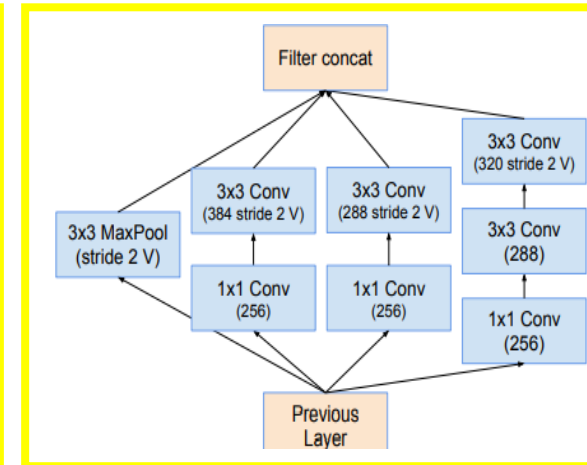 Filter concat
3x3 Conv
(320 stride 2 V)
3x3 Conv
(384 stride 2 V)
3x3 Conv
(288 stride 2 V)
3x3 MaxPool
(stride 2 V)
3x3 Conv
(288)
1x1 Conv
(256)
1x1 Conv
(256)
1x1 Conv
(256)
Previous
Layer